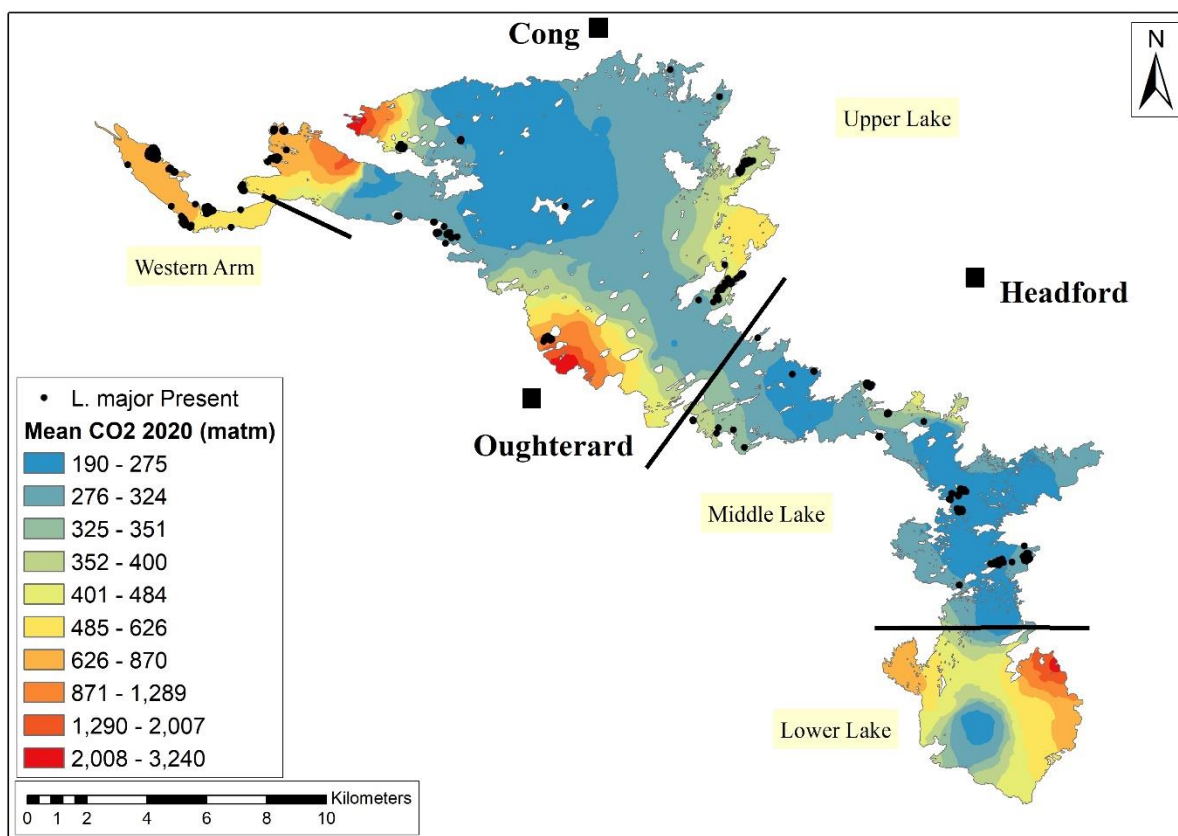 Cong
N
Upper Lake
Western Arm
Headford
Oughterard
Middle Lake
Lower Lake
L. major Present
Mean CO2 2020 (matm)
190 - 275
276 - 324
325 - 351
352 - 400
401 - 484
485 - 626
626 - 870
871 - 1,289
1,290 - 2,007
2,008 - 3,240
Kilometers
0 1 2 4 6 8 10